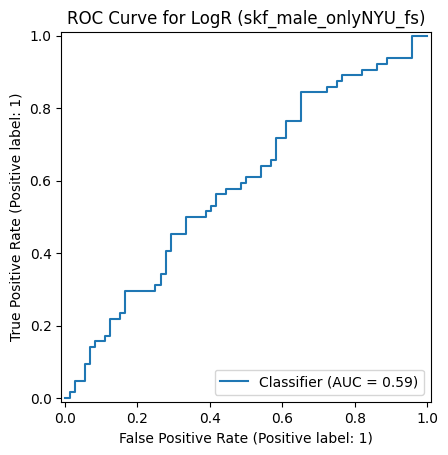 ROC Curve for LogR (skf_male_onlyNYU_fs)
1.0
0.8
0.6
0.4
0.2
0.0
True Positive Rate (Positive label: 1)
Classifier (AUC = 0.59)
0.0 0.2 0.4 0.6 0.8 1.0
False Positive Rate (Positive label: 1)